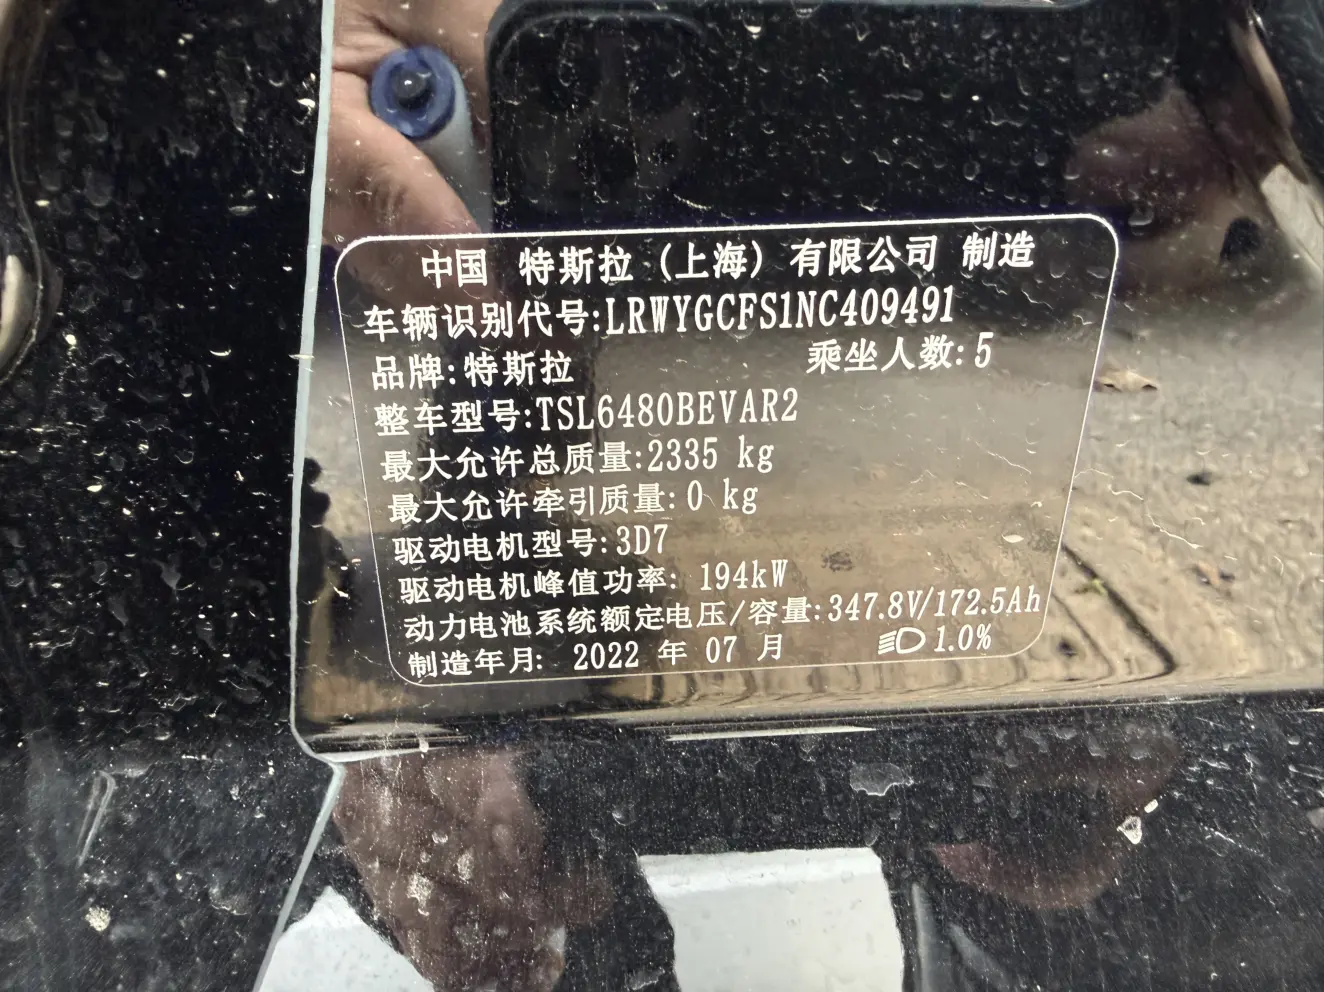 中国 特斯拉（上海）有限公司 制造
车辆识别代号:LRWYGCFS1NC409491
品牌:特斯拉 乘坐人数:5
整车型号:TSL6480BEVAR2
最大允许总质量:2335 kg
最大允许牵引质量:0 kg
驱动电机型号:3D7
驱动电机峰值功率: 194kW
动力电池系统额定电压/容量:347.8V/172.5Ah
制造年月: 2022 年 07 月 1.0%